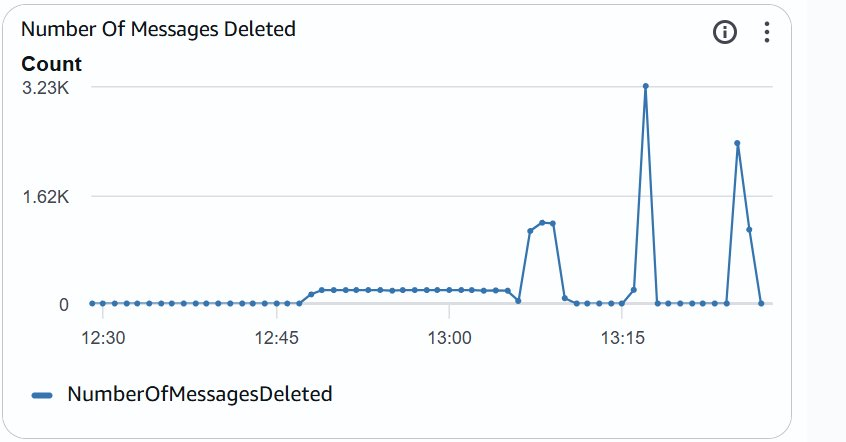 Number Of Messages Deleted
Count
3.23K
1.62K
0
12:30 12:45 13:00 13:15
NumberOfMessagesDeleted